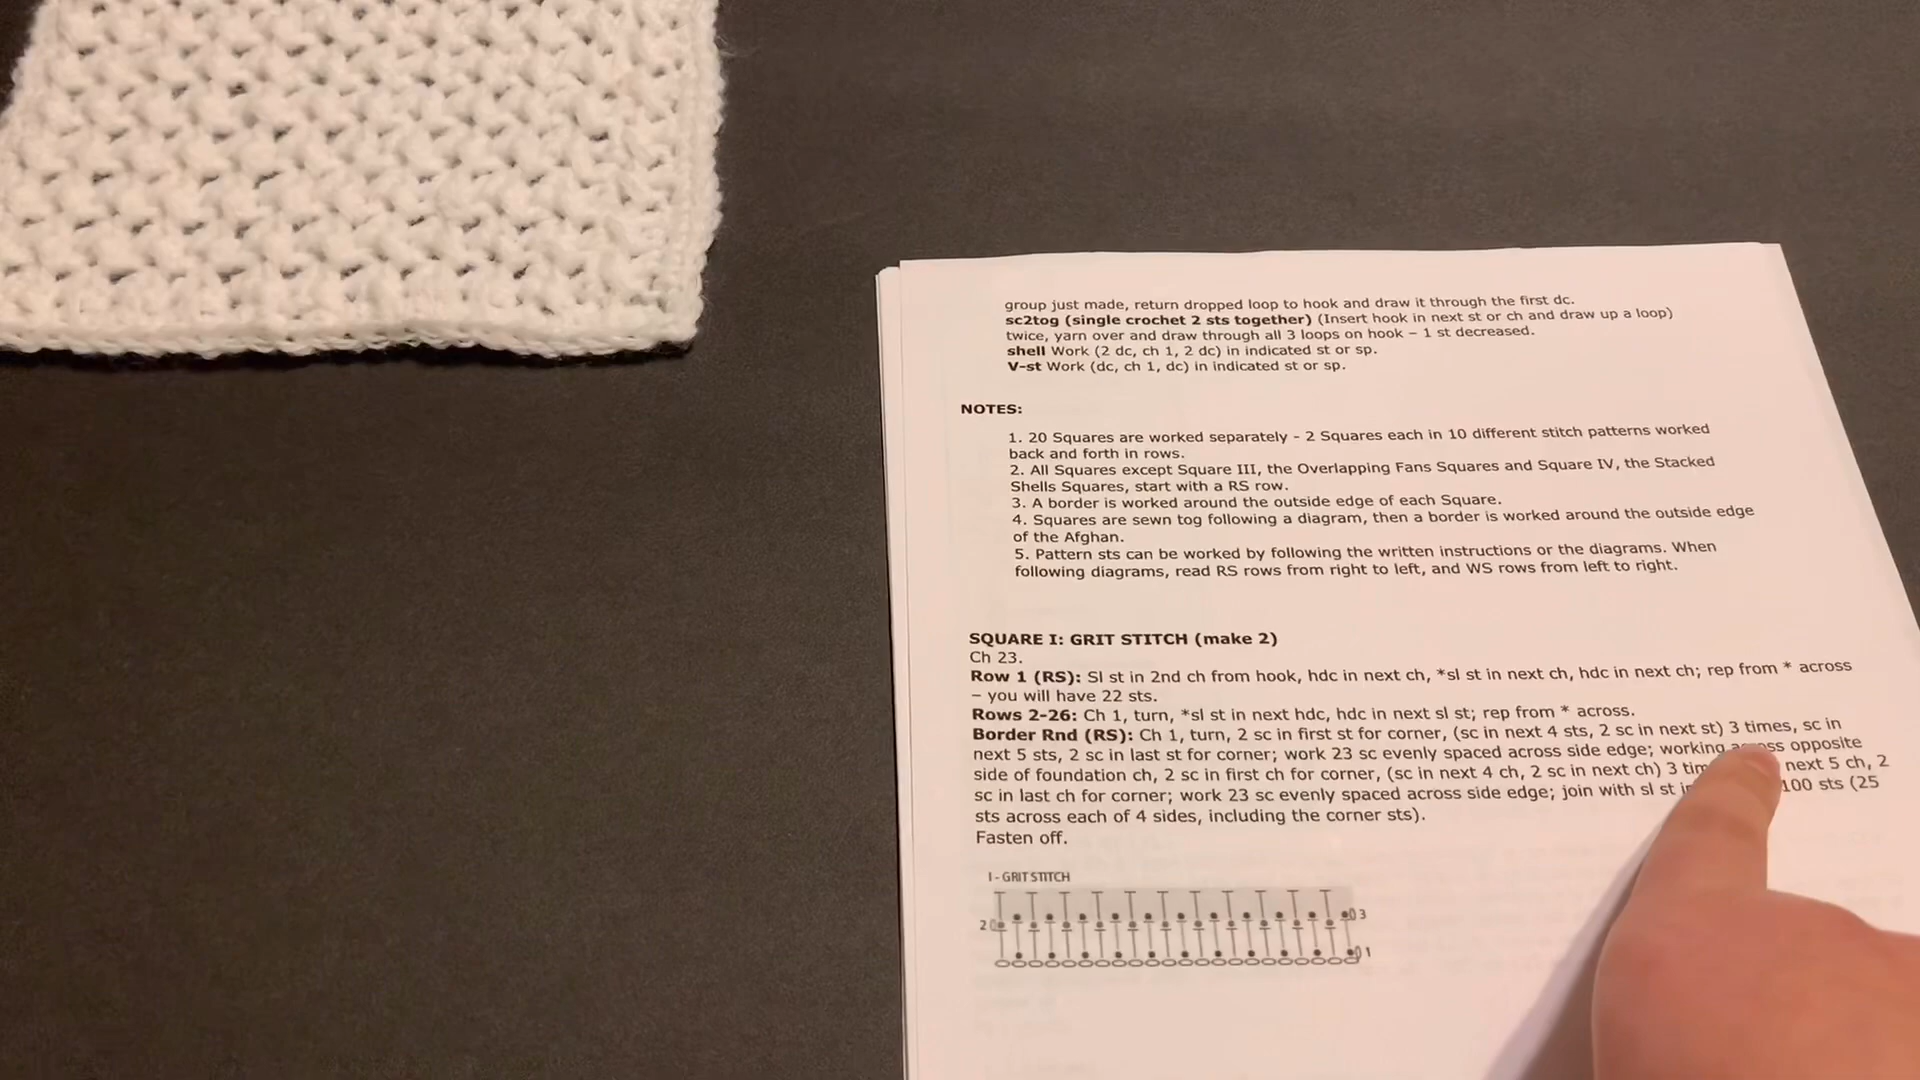 group just made, return dropped loop to hook and draw it through the first dc.
sc2tog (single crochet 2 sts together) (Insert hook in next st or ch and draw up a loop)
twice, yarn over and draw through all 3 loops on hook – 1 st decreased.
shell Work (2 dc, ch 1, 2 dc) in indicated st or sp.
V-st Work (dc, ch 1, dc) in indicated st or sp.
NOTES:
1. 20 Squares are worked separately - 2 Squares each in 10 different stitch patterns worked
back and forth in rows.
2. All Squares except Square III, the Overlapping Fans Squares and Square IV, the Stacked
Shells Squares, start with a RS row.
3. A border is worked around the outside edge of each Square.
4. Squares are sewn tog following a diagram, then a border is worked around the outside edge
of the Afghan.
5. Pattern sts can be worked by following the written instructions or the diagrams. When
following diagrams, read RS rows from right to left, and WS rows from left to right.
SQUARE I: GRIT STITCH (make 2)
Ch 23.
Row 1 (RS): Sl st in 2nd ch from hook, hdc in next ch, *sl st in next ch, hdc in next ch; rep from * across
– you will have 22 sts.
Rows 2-26: Ch 1, turn, *sl st in next hdc, hdc in next sl st; rep from * across.
Border Rnd (RS): Ch 1, turn, 2 sc in first st for corner, (sc in next 4 sts, 2 sc in next st) 3 times, sc in
next 5 sts, 2 sc in last st for corner; work 23 sc evenly spaced across side edge; working across opposite
side of foundation ch, 2 sc in first ch for corner, (sc in next 4 ch, 2 sc in next ch) 3 next 5 ch, 2
sc in last ch for corner; work 23 sc evenly spaced across side edge; join with sl st 100 sts (25
sts across each of 4 sides, including the corner sts).
Fasten off.
I - GRIT STITCH
2 3
1